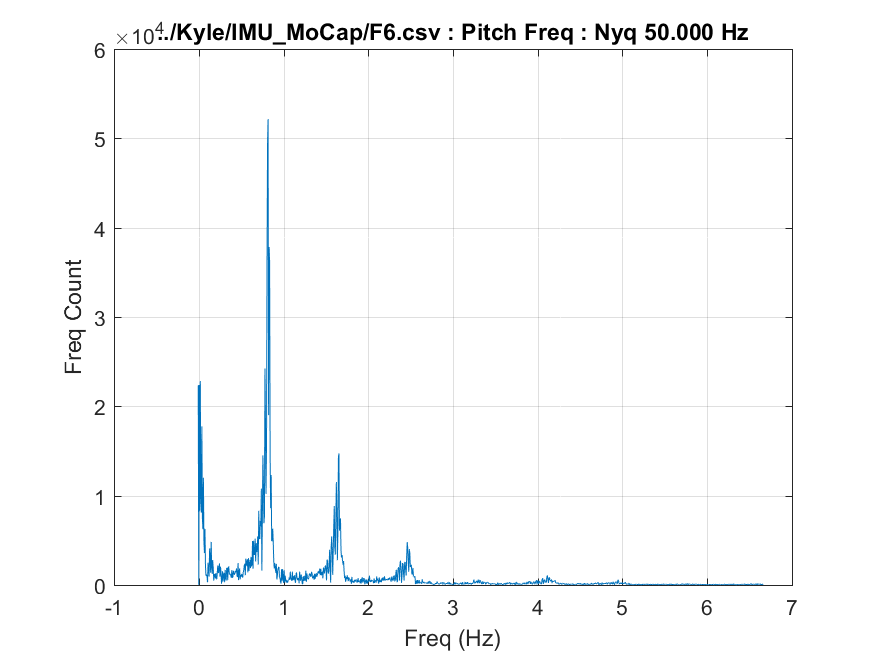 ×10⁴
../Kyle/IMU_MoCap/F6.csv : Pitch Freq : Nyq 50.000 Hz
6
5
4
3
2
1
0
Freq Count
-1 0 1 2 3 4 5 6 7
Freq (Hz)